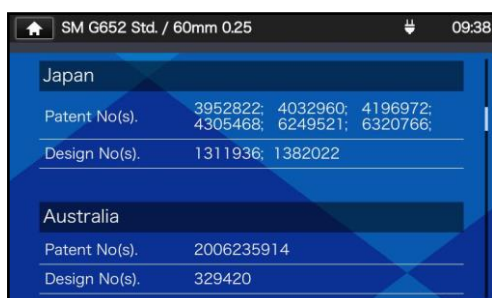 SM G652 Std. / 60mm 0.25 09:38
Japan
Patent No(s). 3952822; 4032960; 4196972;
4305468; 6249521; 6320766;
Design No(s). 1311936; 1382022
Australia
Patent No(s). 2006235914
Design No(s). 329420